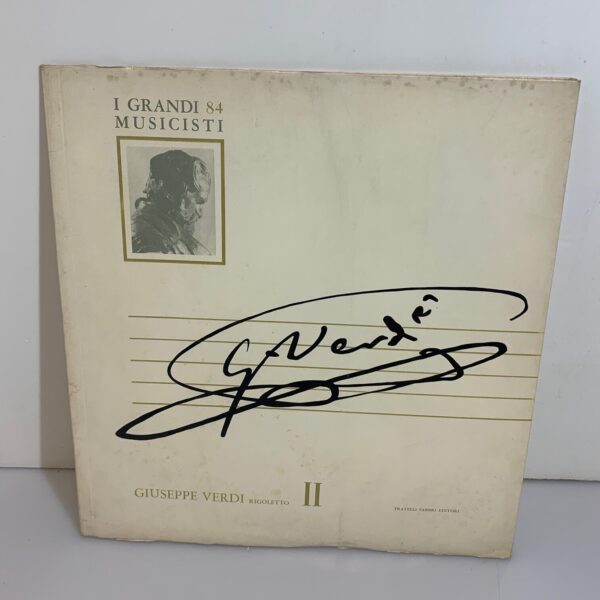 I GRANDI 84
MUSICISTI
G. Verdi
GIUSEPPE VERDI RIGOLETTO II
FRATELLI FABBRI EDITORI